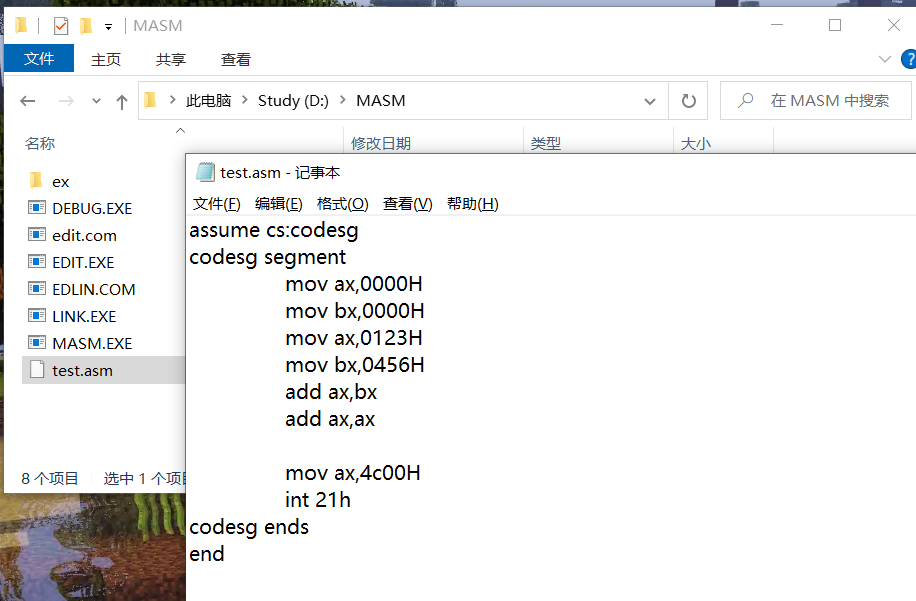 MASM
文件 主页 共享 查看
此电脑 Study (D:) MASM 在 MASM 中搜索
名称 修改日期 类型 大小
ex
DEBUG.EXE
edit.com
EDIT.EXE
EDLIN.COM
LINK.EXE
MASM.EXE
test.asm
8 个项目 选中 1 个项
test.asm - 记事本
文件(F) 编辑(E) 格式(O) 查看(V) 帮助(H)
assume cs:codesg
codesg segment
mov ax,0000H
mov bx,0000H
mov ax,0123H
mov bx,0456H
add ax,bx
add ax,ax
mov ax,4c00H
int 21h
codesg ends
end